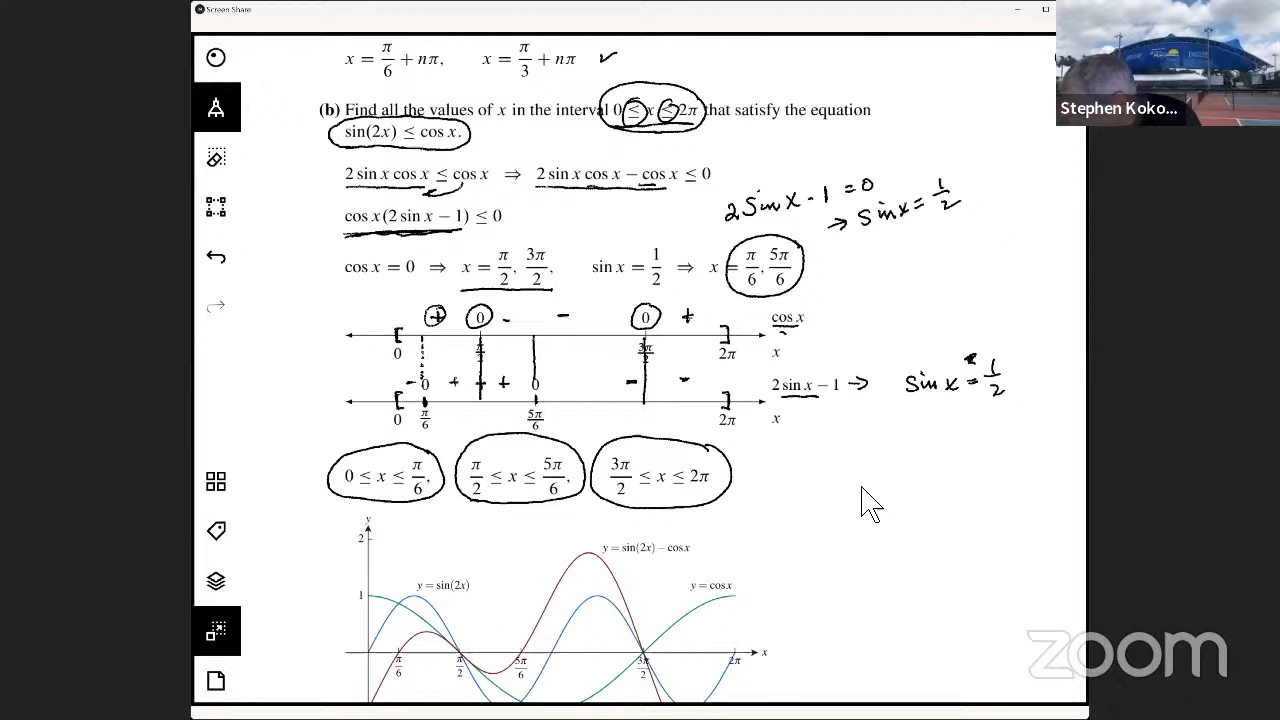 Screen Share
x = π/6 + nπ, x = π/3 + nπ ✓
(b) Find all the values of x in the interval 0 ≤ x ≤ 2π that satisfy the equation
sin(2x) ≤ cos x.
2 sin x cos x ≤ cos x ⇒ 2 sin x cos x − cos x ≤ 0
2 sin x - 1 = 0
→ sin x = 1/2
cos x(2 sin x − 1) ≤ 0
cos x = 0 ⇒ x = π/2, 3π/2, sin x = 1/2 ⇒ x = π/6, 5π/6
+ 0 - - 0 + cos x
[ ]
0 π/2 3π/2 2π x
- 0 + + + 0 - - 2 sin x − 1 → sin x = 1/2
[ ]
0 π/6 5π/6 2π x
0 ≤ x ≤ π/6, π/2 ≤ x ≤ 5π/6, 3π/2 ≤ x ≤ 2π
y
2
y = sin(2x) − cos x
y = sin(2x)
y = cos x
1
π/6 π/2 5π/6 3π/2 2π x
Stephen Koko...
zoom